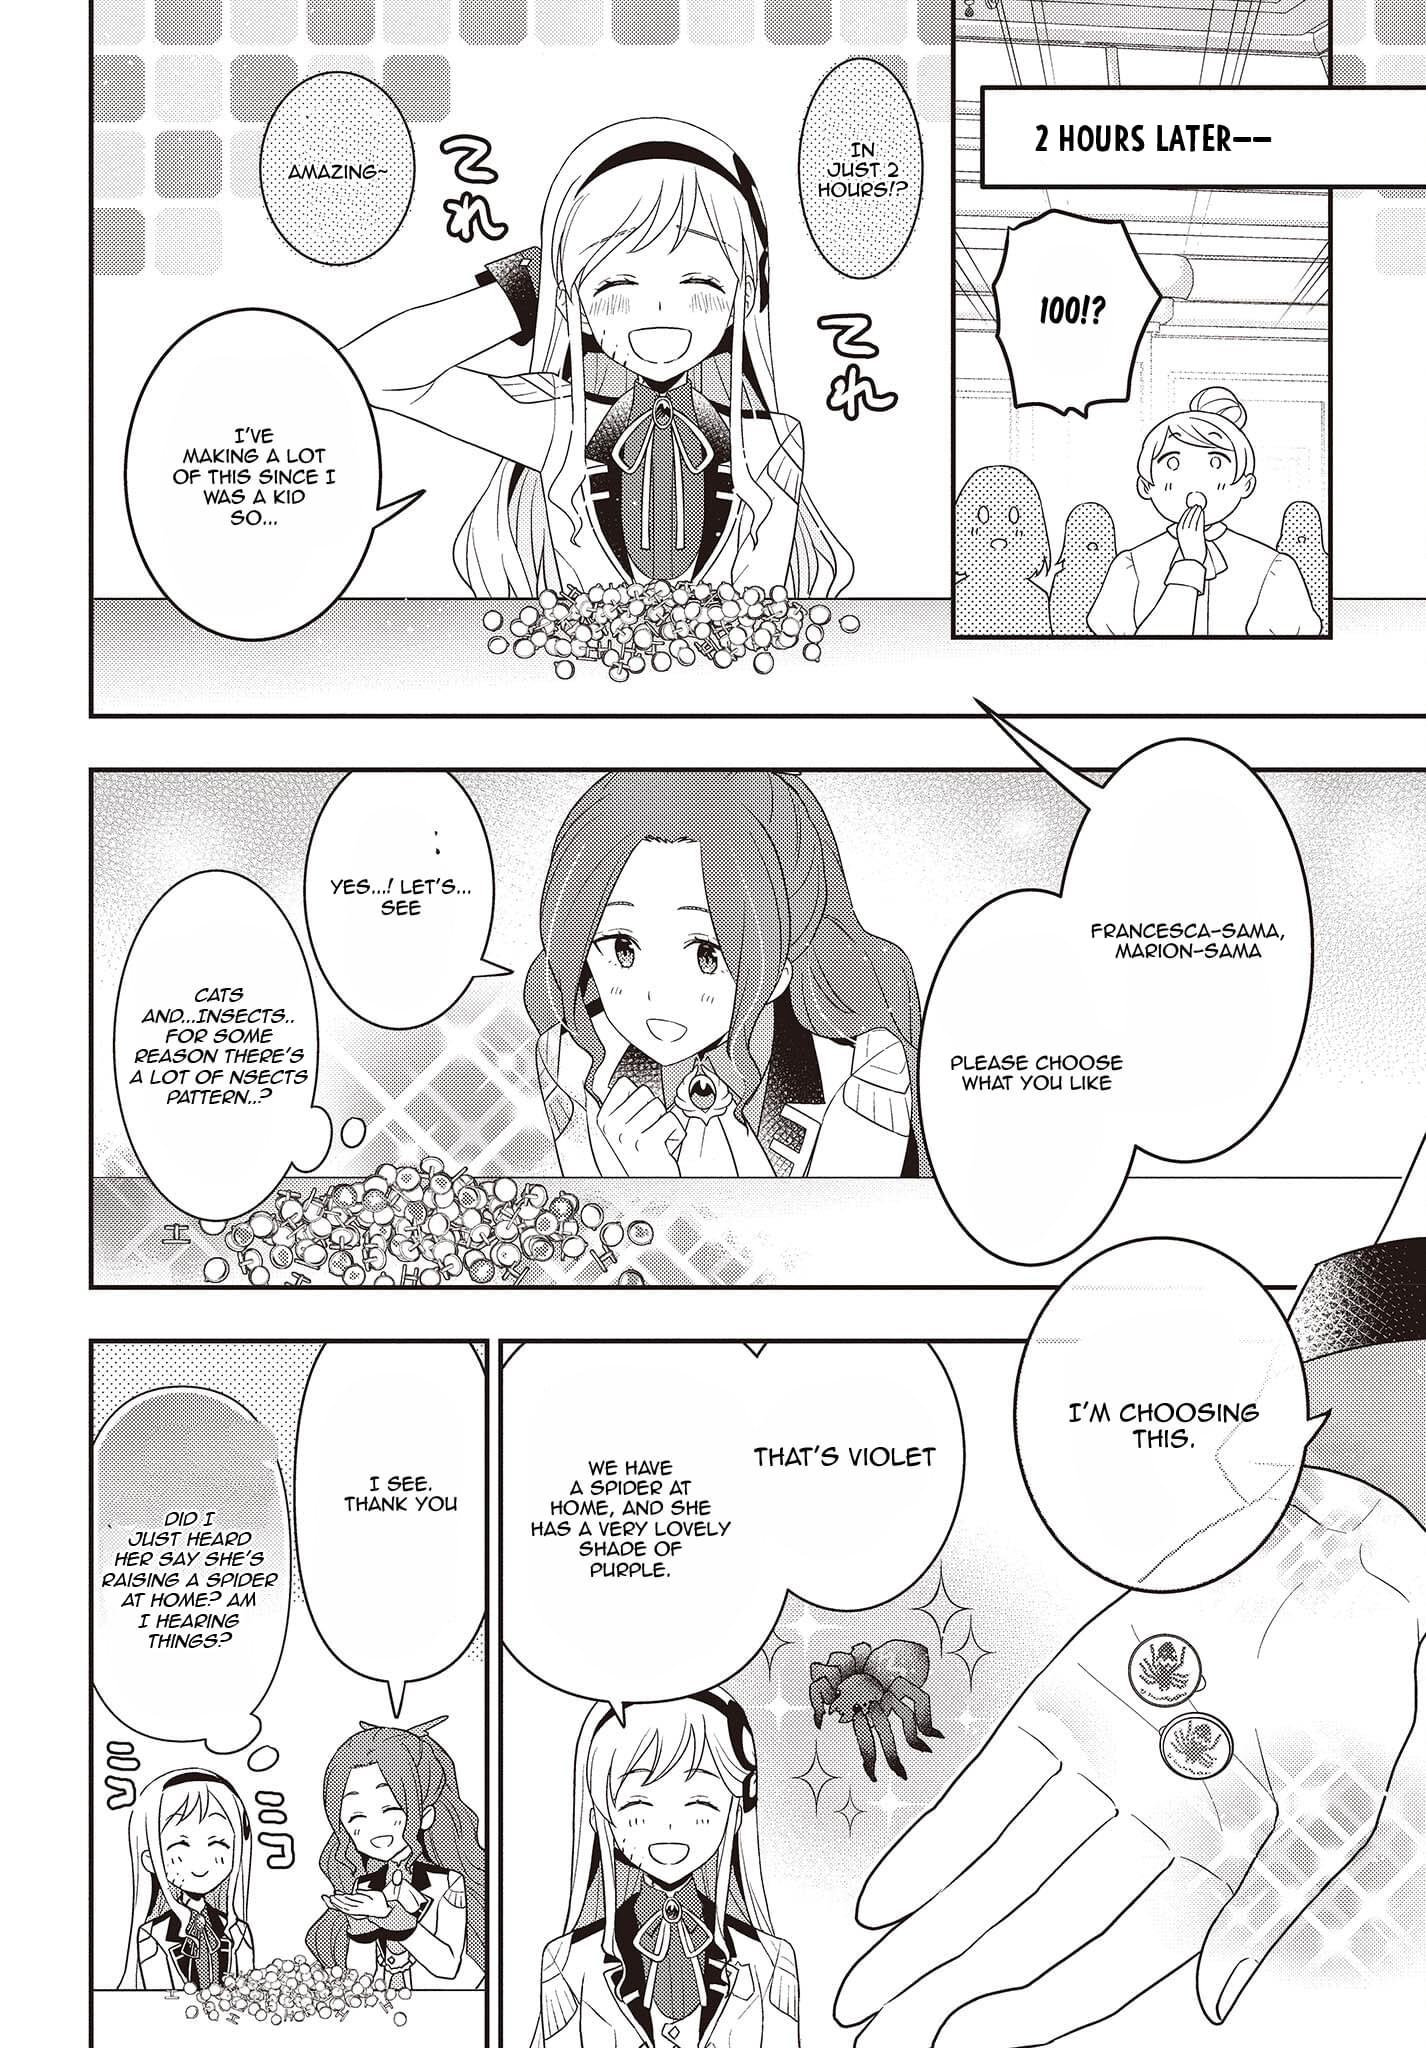 2 HOURS LATER--
100!?
IN
JUST 2
HOURS!?
てれ
てれ
AMAZING~
I'VE
MAKING A LOT
OF THIS SINCE I
WAS A KID
SO...
FRANCESCA-SAMA,
MARION-SAMA
PLEASE CHOOSE
WHAT YOU LIKE
YES...! LET'S...
SEE
CATS
AND...INSECTS..
FOR SOME
REASON THERE'S
A LOT OF NSECTS
PATTERN..?
I'M CHOOSING
THIS.
THAT'S VIOLET
WE HAVE
A SPIDER AT
HOME, AND SHE
HAS A VERY LOVELY
SHADE OF
PURPLE.
I SEE.
THANK YOU
DID I
JUST HEARD
HER SAY SHE'S
RAISING A SPIDER
AT HOME? AM
I HEARING
THINGS?
ニコ